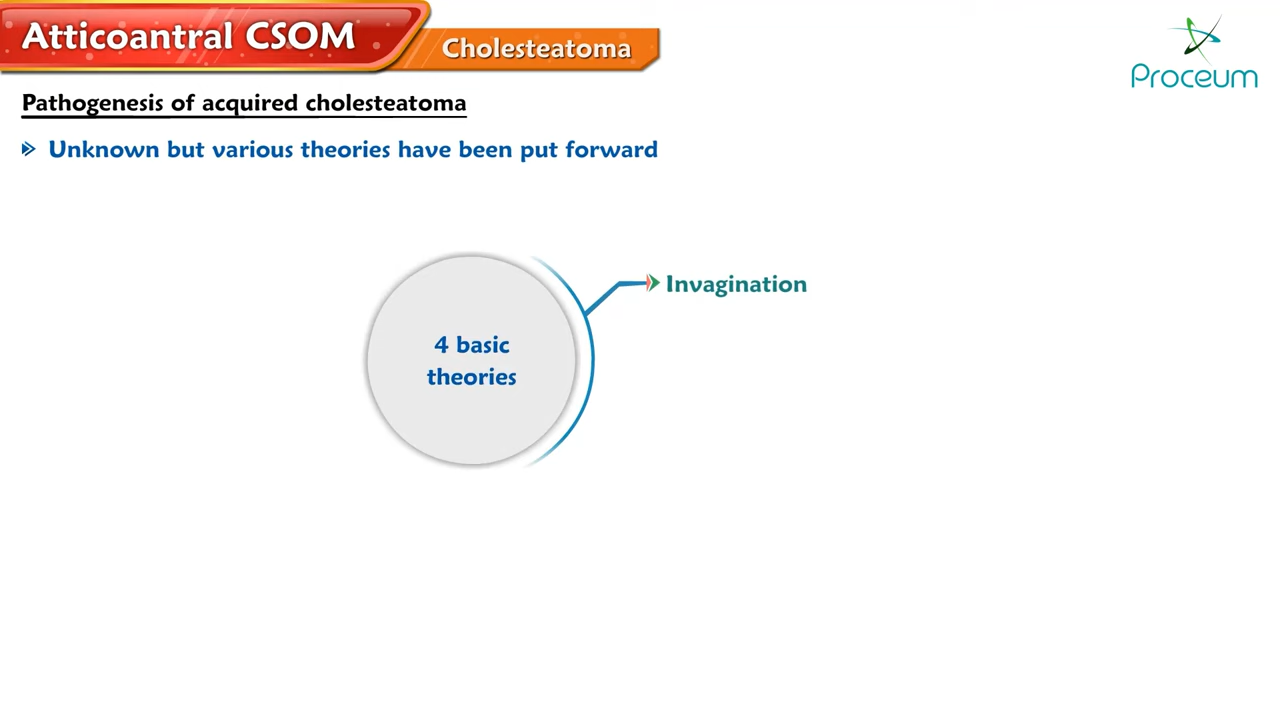 Atticoantral CSOM
Cholesteatoma
Proceum
Pathogenesis of acquired cholesteatoma
Unknown but various theories have been put forward
Invagination
4 basic
theories